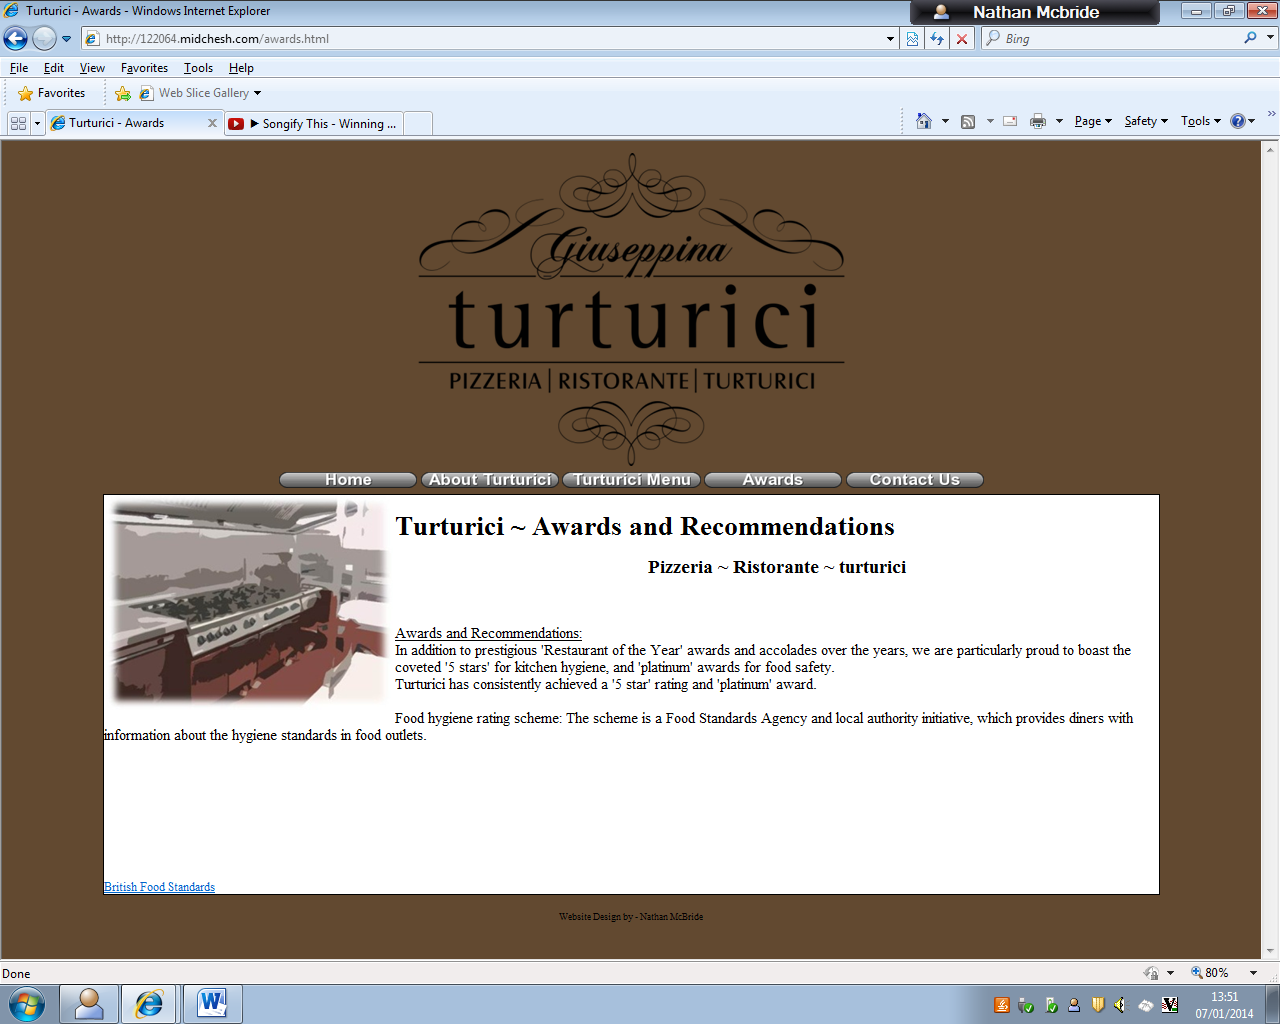 Turturici - Awards - Windows Internet Explorer
Nathan Mcbride
http://122064.midchesh.com/awards.html
Bing
File Edit View Favorites Tools Help
Favorites Web Slice Gallery
Turturici - Awards Songify This - Winning ...
Page Safety Tools
Giuseppina
turturici
PIZZERIA | RISTORANTE | TURTURICI
Home About Turturici Turturici Menu Awards Contact Us
Turturici ~ Awards and Recommendations
Pizzeria ~ Ristorante ~ turturici
Awards and Recommendations:
In addition to prestigious 'Restaurant of the Year' awards and accolades over the years, we are particularly proud to boast the
coveted '5 stars' for kitchen hygiene, and 'platinum' awards for food safety.
Turturici has consistently achieved a '5 star' rating and 'platinum' award.
Food hygiene rating scheme: The scheme is a Food Standards Agency and local authority initiative, which provides diners with
information about the hygiene standards in food outlets.
British Food Standards
Website Design by - Nathan McBride
Done
80%
13:51
07/01/2014